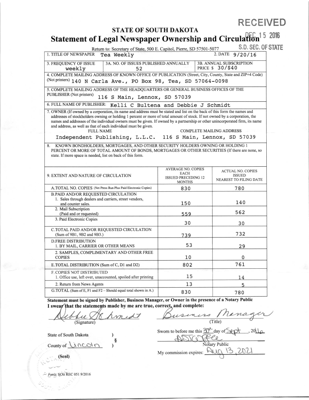 RECEIVED
DEC 15 2016
S.D. SEC. OF STATE
STATE OF SOUTH DAKOTA
Statement of Legal Newspaper Ownership and Circulation
Return to: Secretary of State, 500 E. Capitol, Pierre, SD 57501-5077
1. TITLE OF NEWSPAPER Tea Weekly
2. DATE 9/20/16
3. FREQUENCY OF ISSUE weekly
3A. NO. OF ISSUES PUBLISHED ANNUALLY 52
3B. ANNUAL SUBSCRIPTION PRICE $ 30/$40
4. COMPLETE MAILING ADDRESS OF KNOWN OFFICE OF PUBLICATION (Street, City, County, State and ZIP+4 Code)
(Not printers) 140 N Carla Ave., PO Box 98, Tea, SD 57064-0098
5. COMPLETE MAILING ADDRESS OF THE HEADQUARTERS OR GENERAL BUSINESS OFFICES OF THE
PUBLISHER (Not printer) 116 S Main, Lennox, SD 57039
6. FULL NAME OF PUBLISHER: Kelli C Bultena and Debbie J Schmidt
7. OWNER (If owned by a corporation, its name and address must be stated and list on the back of this form the names and
addresses of stockholders owning or holding 1 percent or more of total amount of stock. If not owned by a corporation, the
names and addresses of the individual owners must be given. If owned by a partnership or other unincorporated firm, its name
and address, as well as that of each individual must be given.
FULL NAME COMPLETE MAILING ADDRESS
Independent Publishing, L.L.C. 116 S Main, Lennox, SD 57039
8. KNOWN BONDHOLDERS, MORTGAGES, AND OTHER SECURITY HOLDERS OWNING OR HOLDING 1
PERCENT OR MORE OF TOTAL AMOUNT OF BONDS, MORTGAGES OR OTHER SECURITIES (If there are none, so
state. If more space is needed, list on back of this form.
9. EXTENT AND NATURE OF CIRCULATION
AVERAGE NO. COPIES EACH ISSUED PRECEDING 12 MONTHS
ACTUAL NO. COPIES ISSUED NEAREST TO FILING DATE
A. TOTAL NO. COPIES 830 780
B. PAID AND/OR REQUESTED CIRCULATION
1. Sales through dealers and carriers, street vendors,
and counter sales. 150 140
2. Mail Subscription
(Paid and or requested) 559 562
3. Paid Electronic Copies 30 30
C. TOTAL PAID AND/OR REQUESTED CIRCULATION
(Sum of 9B1, 9B2 and 9B3.) 739 732
D. FREE DISTRIBUTION
1. BY MAIL, CARRIER OR OTHER MEANS 53 29
2. SAMPLES, COMPLIMENTARY AND OTHER FREE
COPIES 10 0
E. TOTAL DISTRIBUTION (Sum of C, D1 and D2) 802 761
F. COPIES NOT DISTRIBUTED
1. Office use, left over, unaccounted, spoiled after printing 15 14
2. Return from News Agents 13 5
G. TOTAL (Sum of E, F1 and F2 - Should equal total shown in A.) 830 780
Statement must be signed by Publisher, Business Manager, or Owner in the presence of a Notary Public
I swear that the statements made by me are true, correct, and complete:
Debbie Schmidt Business Manager
(Signature) (Title)
State of South Dakota )
§
County of Lincoln )
(Seal)
Sworn to before me this day of Sept
Notary Public
My commission expires: Aug 13, 2021